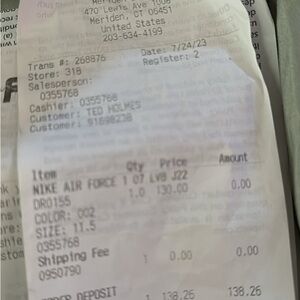 470 Lewis Ave 1006
Meriden, CT 06451
United States
203-634-4199
Trans #: 268876 Date: 7/24/23
Store: 318 Register: 2
Salesperson:
0355768
Cashier: 0355768
Customer: TED HOLMES
Customer: 91698238
Item Qty Price Amount
NIKE AIR FORCE 1 07 LV8 J22
DR0155 1.0 130.00 0.00
COLOR: 002
SIZE: 11.5
0355768
Shipping Fee 0.00
0950790 1 0.00
DEPOSIT
1 138.26 138.26